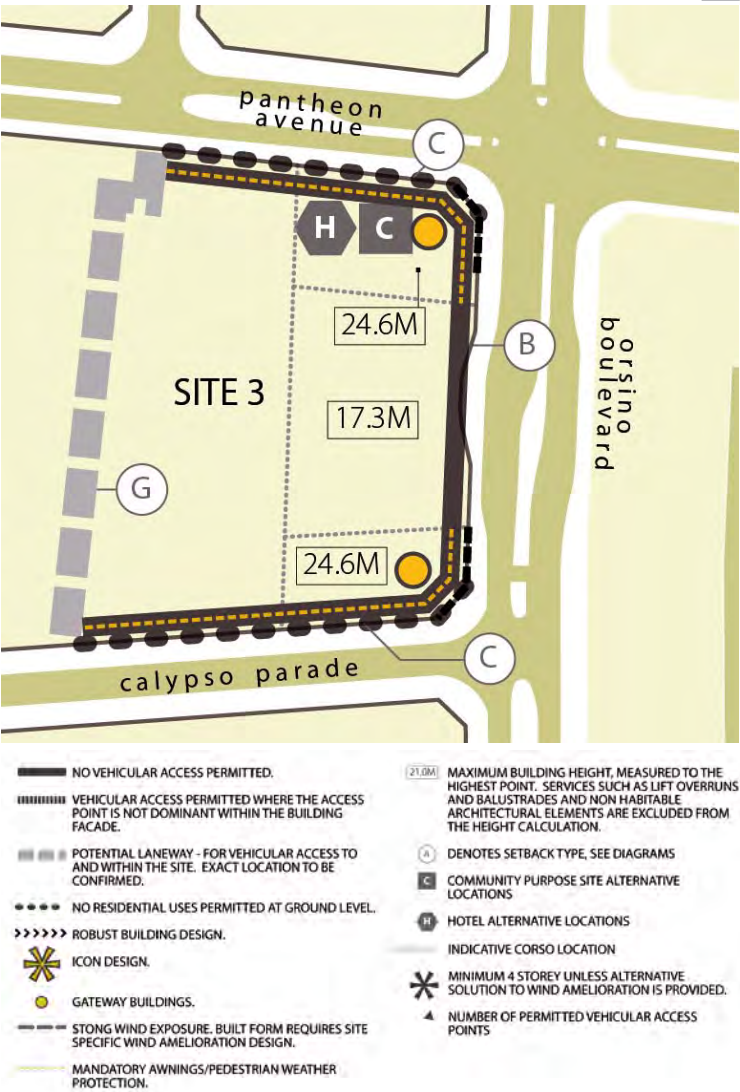 pantheon
avenue
C
H
C
24.6M
B
orsino
boulevard
SITE 3
17.3M
G
24.6M
C
calypso parade
NO VEHICULAR ACCESS PERMITTED.
VEHICULAR ACCESS PERMITTED WHERE THE ACCESS
POINT IS NOT DOMINANT WITHIN THE BUILDING
FACADE.
POTENTIAL LANEWAY - FOR VEHICULAR ACCESS TO
AND WITHIN THE SITE. EXACT LOCATION TO BE
CONFIRMED.
NO RESIDENTIAL USES PERMITTED AT GROUND LEVEL.
ROBUST BUILDING DESIGN.
ICON DESIGN.
GATEWAY BUILDINGS.
STONG WIND EXPOSURE. BUILT FORM REQUIRES SITE
SPECIFIC WIND AMELIORATION DESIGN.
MANDATORY AWNINGS/PEDESTRIAN WEATHER
PROTECTION.
21.0M
MAXIMUM BUILDING HEIGHT, MEASURED TO THE
HIGHEST POINT. SERVICES SUCH AS LIFT OVERRUNS
AND BALUSTRADES AND NON HABITABLE
ARCHITECTURAL ELEMENTS ARE EXCLUDED FROM
THE HEIGHT CALCULATION.
A
DENOTES SETBACK TYPE, SEE DIAGRAMS
C
COMMUNITY PURPOSE SITE ALTERNATIVE
LOCATIONS
H
HOTEL ALTERNATIVE LOCATIONS
INDICATIVE CORSO LOCATION
MINIMUM 4 STOREY UNLESS ALTERNATIVE
SOLUTION TO WIND AMELIORATION IS PROVIDED.
NUMBER OF PERMITTED VEHICULAR ACCESS
POINTS